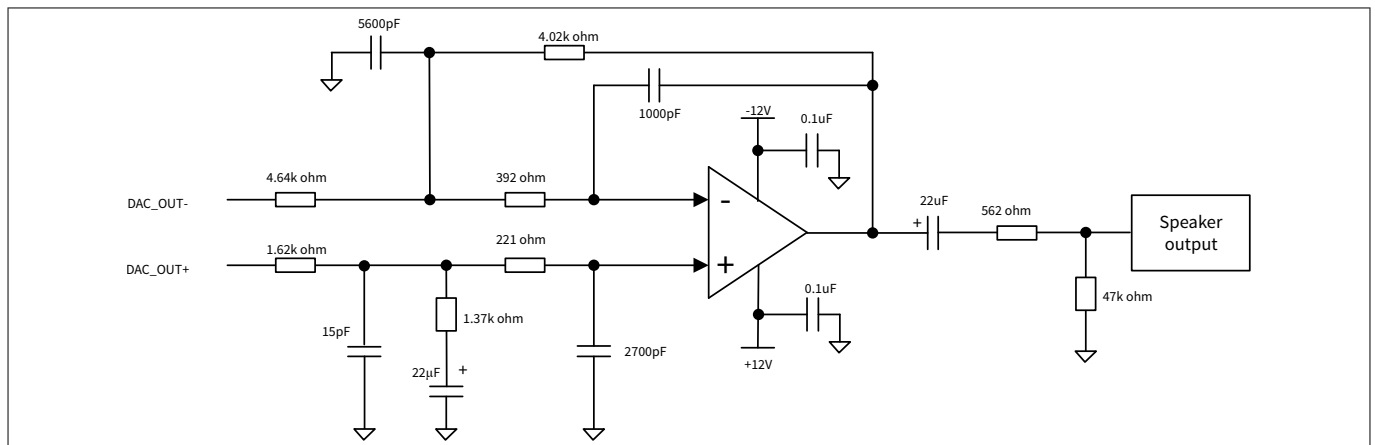 5600pF
4.02k ohm
1000pF
-12V
0.1uF
4.64k ohm
392 ohm
DAC_OUT-
-
22uF
+
562 ohm
Speaker
output
1.62k ohm
221 ohm
DAC_OUT+
+
0.1uF
47k ohm
1.37k ohm
15pF
2700pF
22µF
+
+12V